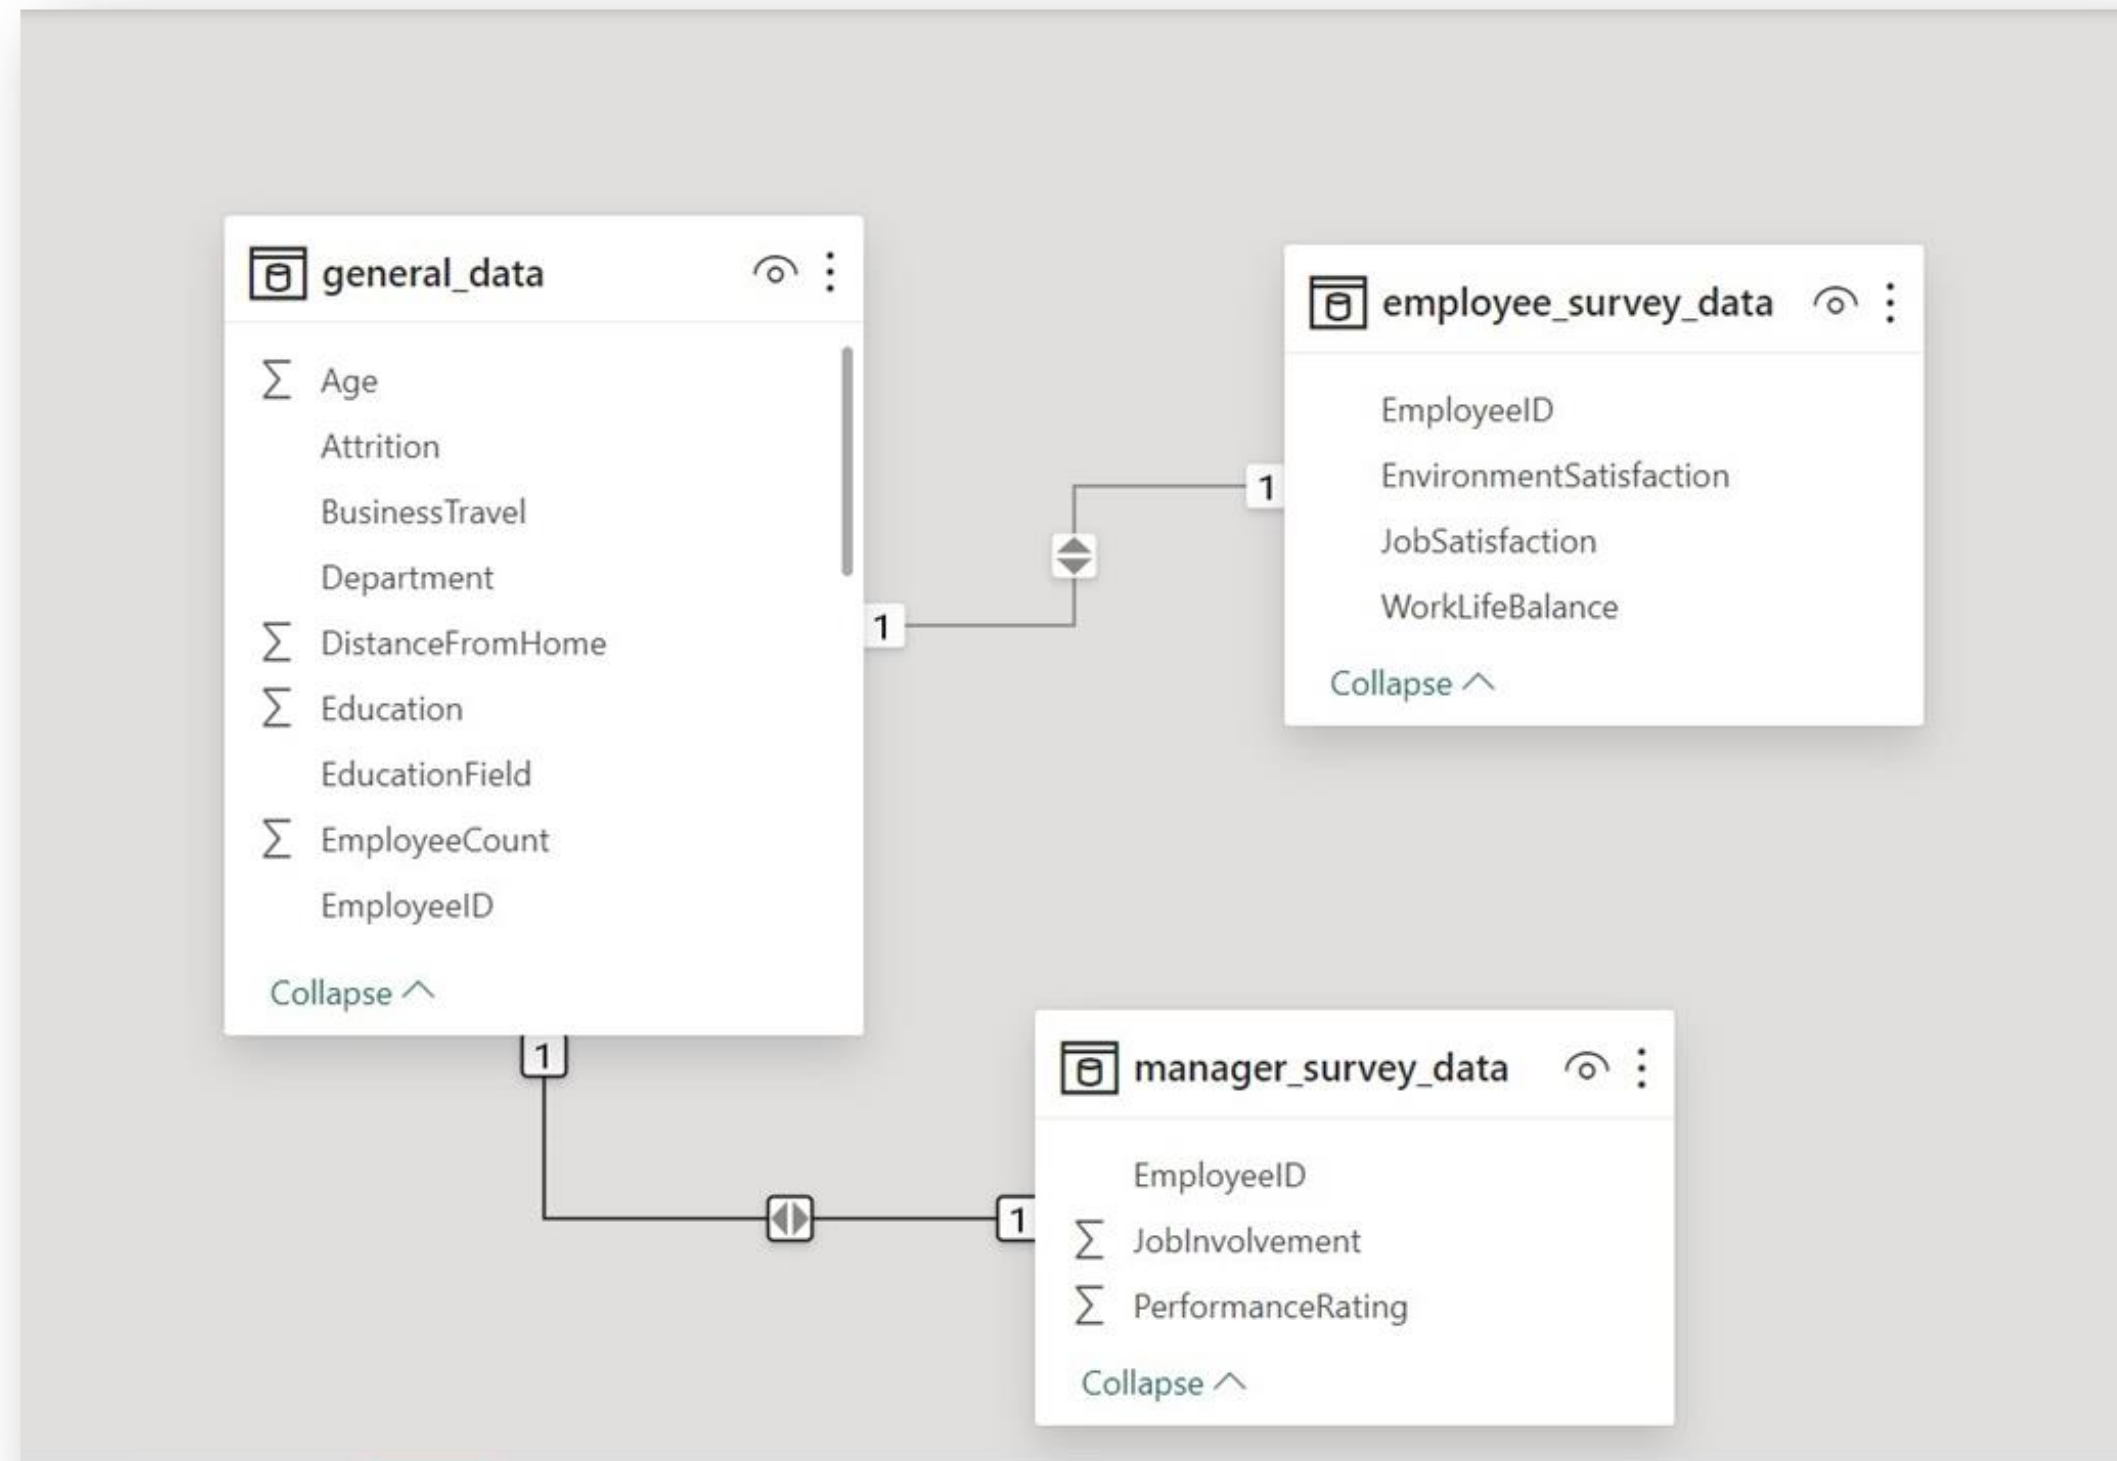 general_data
Σ Age
Attrition
BusinessTravel
Department
Σ DistanceFromHome
Σ Education
EducationField
Σ EmployeeCount
EmployeeID
Collapse
1
1
employee_survey_data
EmployeeID
EnvironmentSatisfaction
JobSatisfaction
WorkLifeBalance
Collapse
1
1
manager_survey_data
EmployeeID
Σ JobInvolvement
Σ PerformanceRating
Collapse